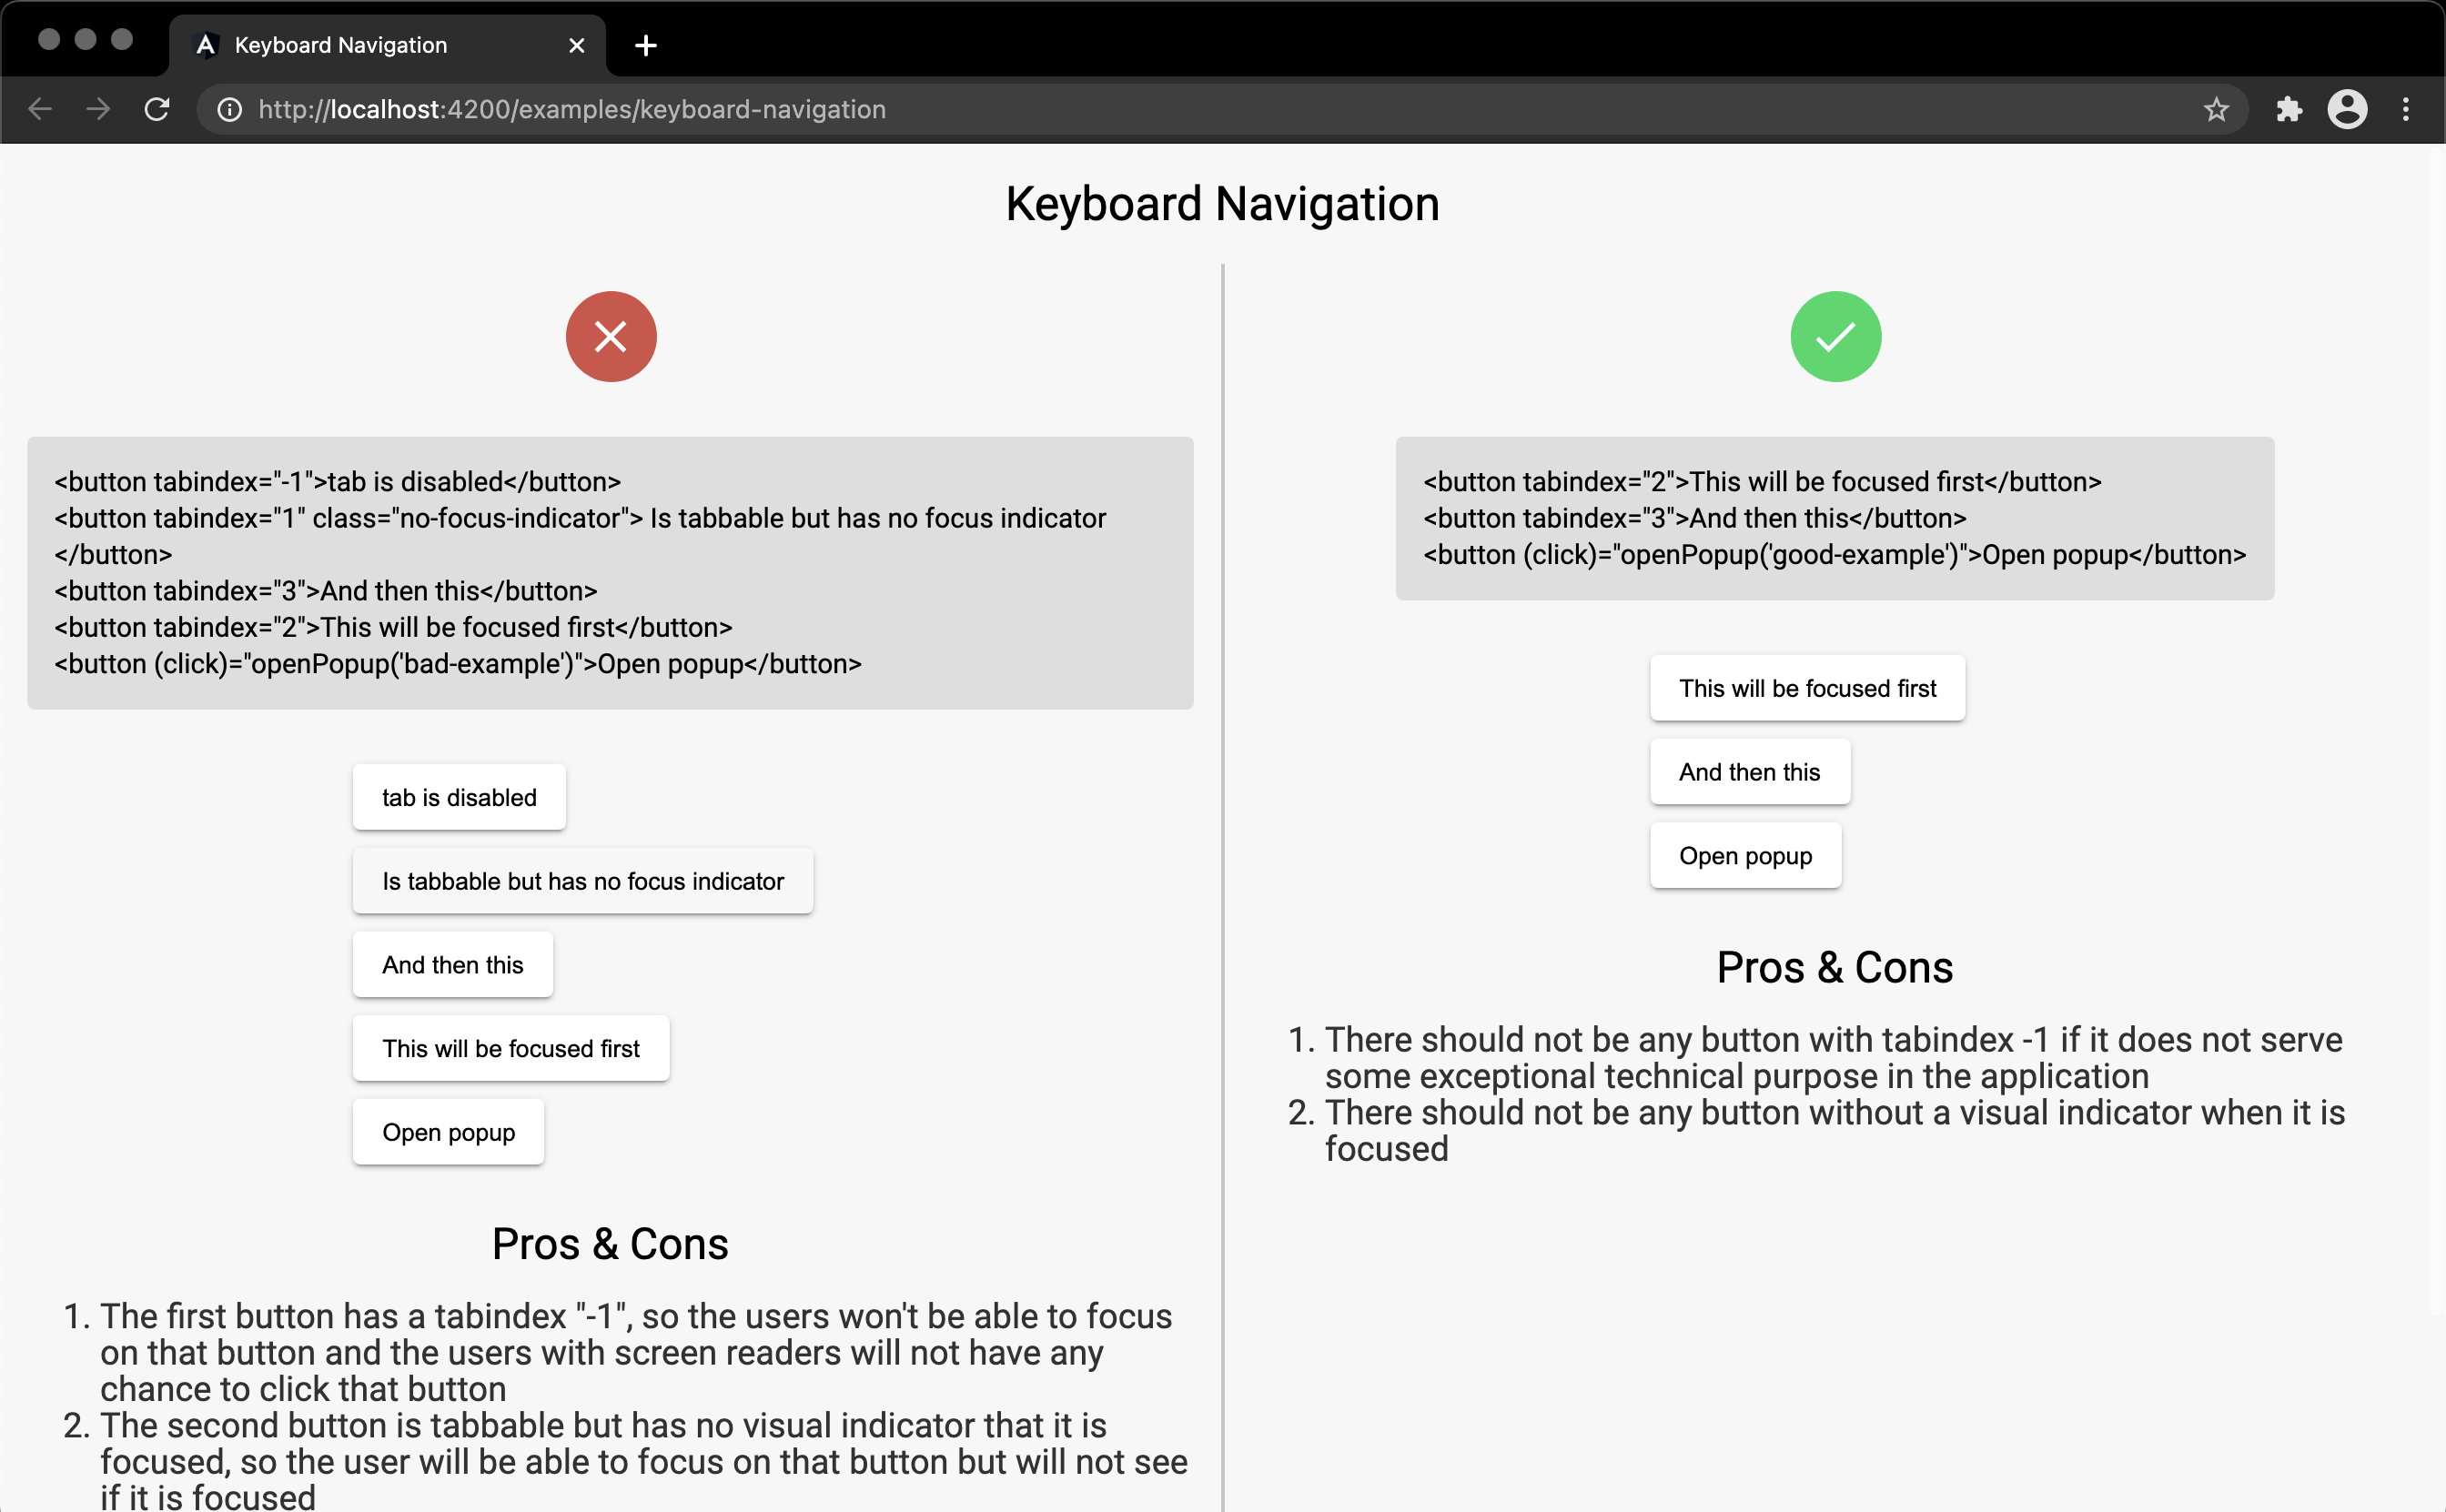 Keyboard Navigation
http://localhost:4200/examples/keyboard-navigation
Keyboard Navigation
<button tabindex="-1">tab is disabled</button>
<button tabindex="1" class="no-focus-indicator"> Is tabbable but has no focus indicator
</button>
<button tabindex="3">And then this</button>
<button tabindex="2">This will be focused first</button>
<button (click)="openPopup('bad-example')">Open popup</button>
tab is disabled
Is tabbable but has no focus indicator
And then this
This will be focused first
Open popup
Pros & Cons
1. The first button has a tabindex "-1", so the users won't be able to focus
on that button and the users with screen readers will not have any
chance to click that button
2. The second button is tabbable but has no visual indicator that it is
focused, so the user will be able to focus on that button but will not see
if it is focused
<button tabindex="2">This will be focused first</button>
<button tabindex="3">And then this</button>
<button (click)="openPopup('good-example')">Open popup</button>
This will be focused first
And then this
Open popup
Pros & Cons
1. There should not be any button with tabindex -1 if it does not serve
some exceptional technical purpose in the application
2. There should not be any button without a visual indicator when it is
focused